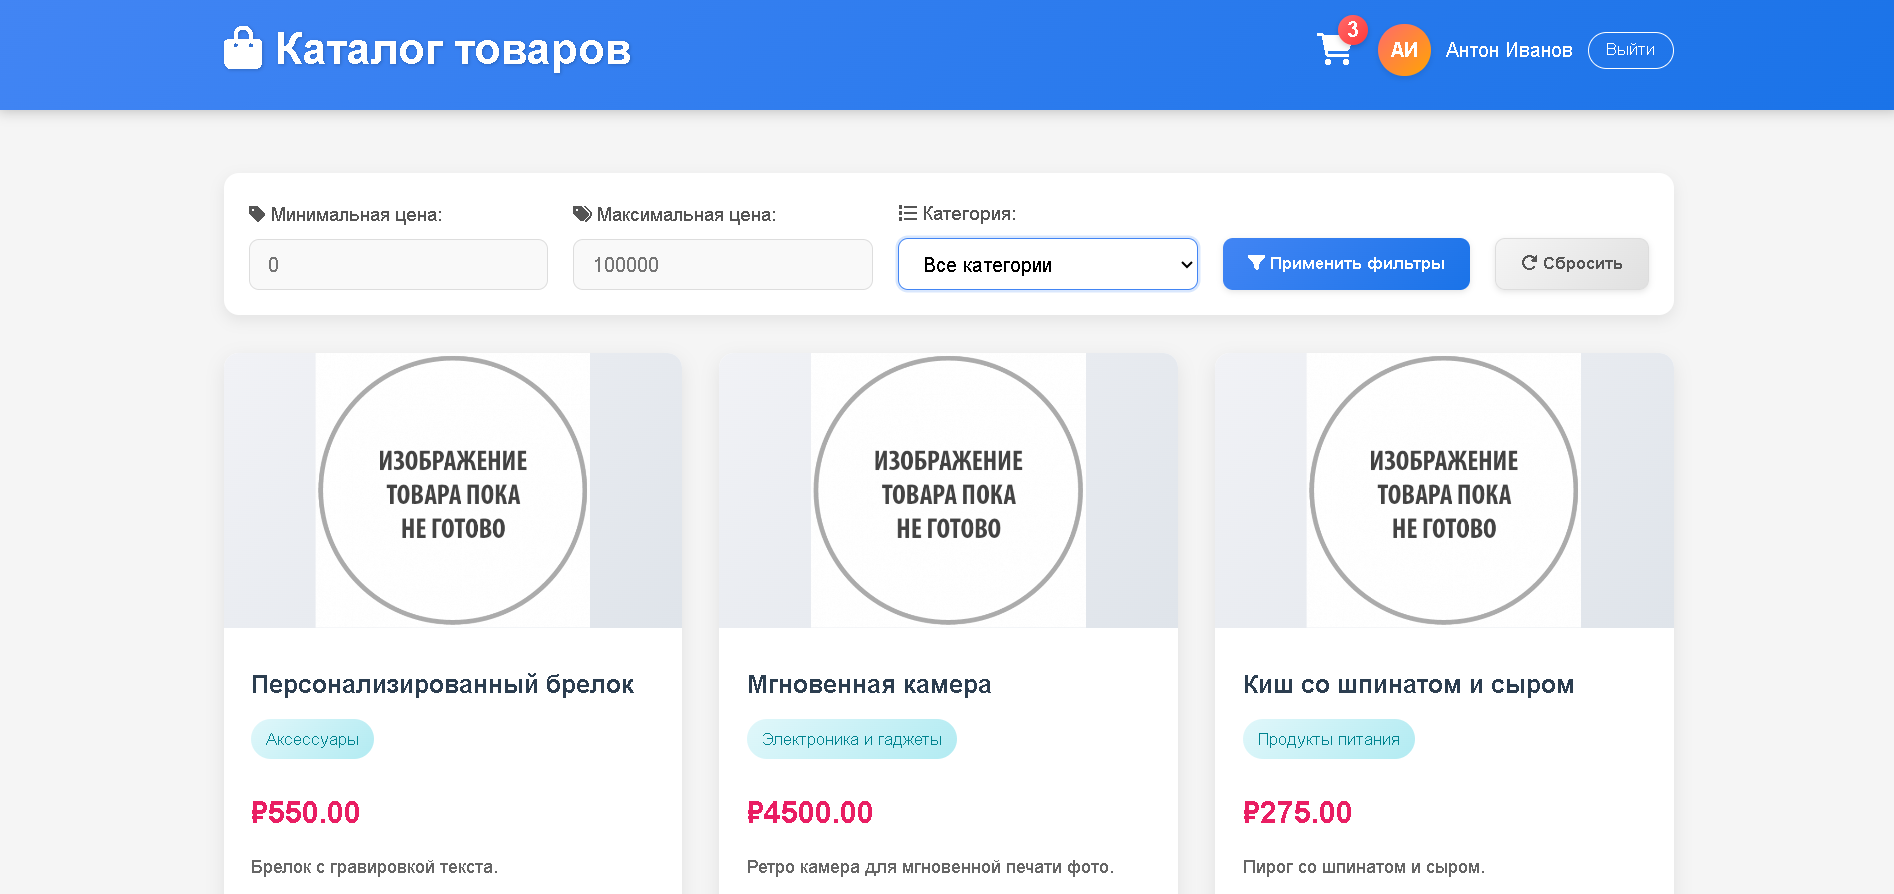 Каталог товаров
3
АИ
Антон Иванов
Выйти
Минимальная цена:
Максимальная цена:
Категория:
0
100000
Все категории
Применить фильтры
Сбросить
ИЗОБРАЖЕНИЕ
ТОВАРА ПОКА
НЕ ГОТОВО
ИЗОБРАЖЕНИЕ
ТОВАРА ПОКА
НЕ ГОТОВО
ИЗОБРАЖЕНИЕ
ТОВАРА ПОКА
НЕ ГОТОВО
Персонализированный брелок
Аксессуары
₽550.00
Брелок с гравировкой текста.
Мгновенная камера
Электроника и гаджеты
₽4500.00
Ретро камера для мгновенной печати фото.
Киш со шпинатом и сыром
Продукты питания
₽275.00
Пирог со шпинатом и сыром.